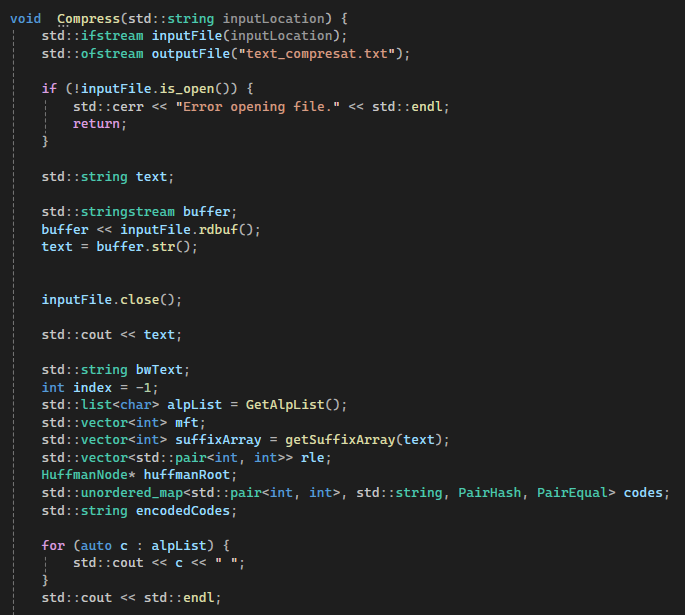 void  Compress(std::string inputLocation) {
    std::ifstream inputFile(inputLocation);
    std::ofstream outputFile("text_compresat.txt");

    if (!inputFile.is_open()) {
        std::cerr << "Error opening file." << std::endl;
        return;
    }

    std::string text;

    std::stringstream buffer;
    buffer << inputFile.rdbuf();
    text = buffer.str();


    inputFile.close();

    std::cout << text;

    std::string bwText;
    int index = -1;
    std::list<char> alpList = GetAlpList();
    std::vector<int> mft;
    std::vector<int> suffixArray = getSuffixArray(text);
    std::vector<std::pair<int, int>> rle;
    HuffmanNode* huffmanRoot;
    std::unordered_map<std::pair<int, int>, std::string, PairHash, PairEqual> codes;
    std::string encodedCodes;

    for (auto c : alpList) {
        std::cout << c << " ";
    }
    std::cout << std::endl;